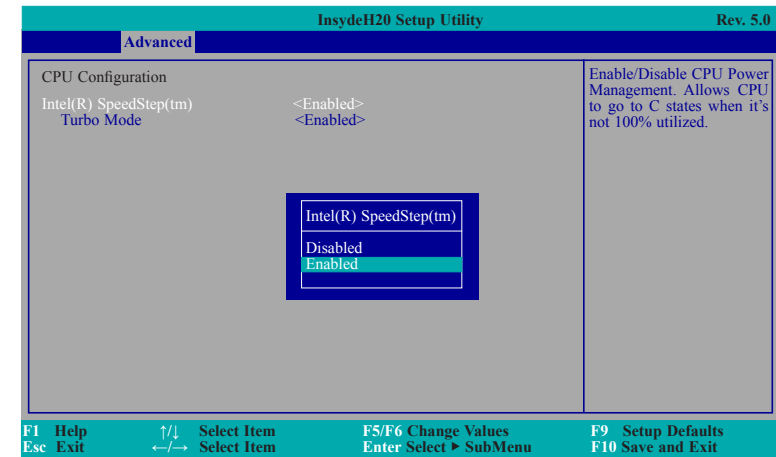 InsydeH20 Setup Utility Rev. 5.0
Advanced
CPU Configuration
Intel(R) SpeedStep(tm) <Enabled>
Turbo Mode <Enabled>
Enable/Disable CPU Power
Management. Allows CPU
to go to C states when it's
not 100% utilized.
Intel(R) SpeedStep(tm)
Disabled
Enabled
F1 Help ↑/↓ Select Item F5/F6 Change Values F9 Setup Defaults
Esc Exit ←/→ Select Item Enter Select ▶ SubMenu F10 Save and Exit